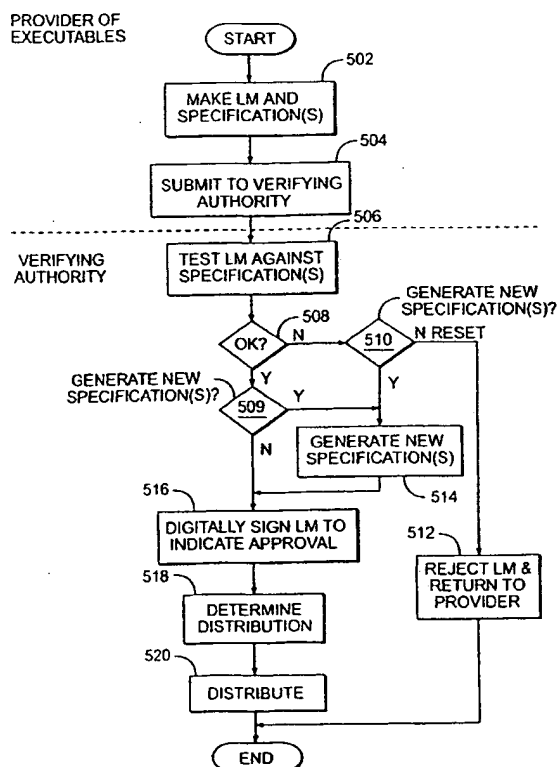 PROVIDER OF
EXECUTABLES
START
502
MAKE LM AND
SPECIFICATION(S)
504
SUBMIT TO VERIFYING
AUTHORITY
506
VERIFYING
AUTHORITY
TEST LM AGAINST
SPECIFICATION(S)
GENERATE NEW
SPECIFICATION(S)?
508
OK?
N
510
N RESET
Y
Y
GENERATE NEW
SPECIFICATION(S)?
509
Y
N
GENERATE NEW
SPECIFICATION(S)
514
516
DIGITALLY SIGN LM TO
INDICATE APPROVAL
512
REJECT LM &
RETURN TO
PROVIDER
518
DETERMINE
DISTRIBUTION
520
DISTRIBUTE
END